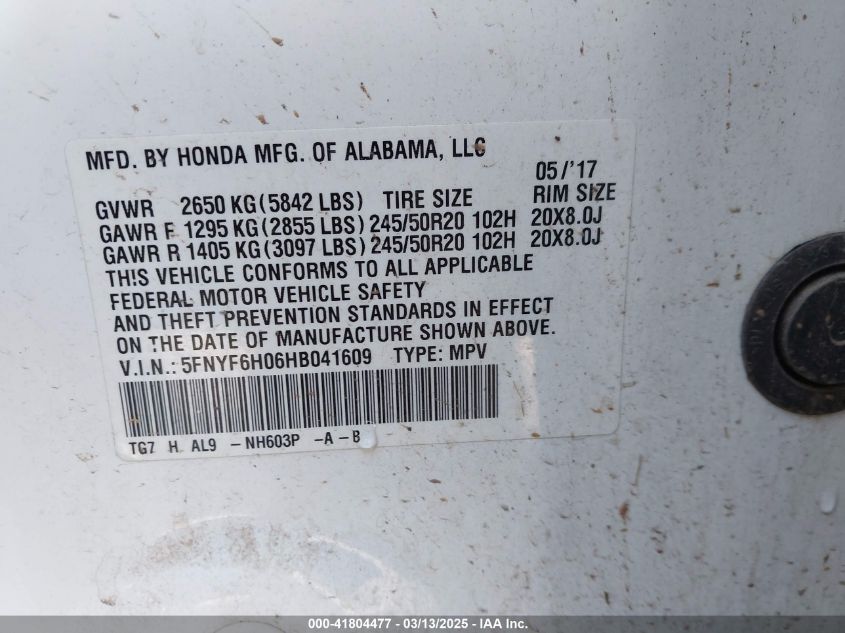 MFD. BY HONDA MFG. OF ALABAMA, LLC
05/'17
GVWR 2650 KG(5842 LBS) TIRE SIZE RIM SIZE
GAWR F 1295 KG(2855 LBS) 245/50R20 102H 20X8.0J
GAWR R 1405 KG(3097 LBS) 245/50R20 102H 20X8.0J
THIS VEHICLE CONFORMS TO ALL APPLICABLE
FEDERAL MOTOR VEHICLE SAFETY
AND THEFT PREVENTION STANDARDS IN EFFECT
ON THE DATE OF MANUFACTURE SHOWN ABOVE.
V.I.N.: 5FNYF6H06HB041609 TYPE: MPV
TG7 H AL9 -NH603P -A-B
000-41804477 - 03/13/2025 - IAA Inc.